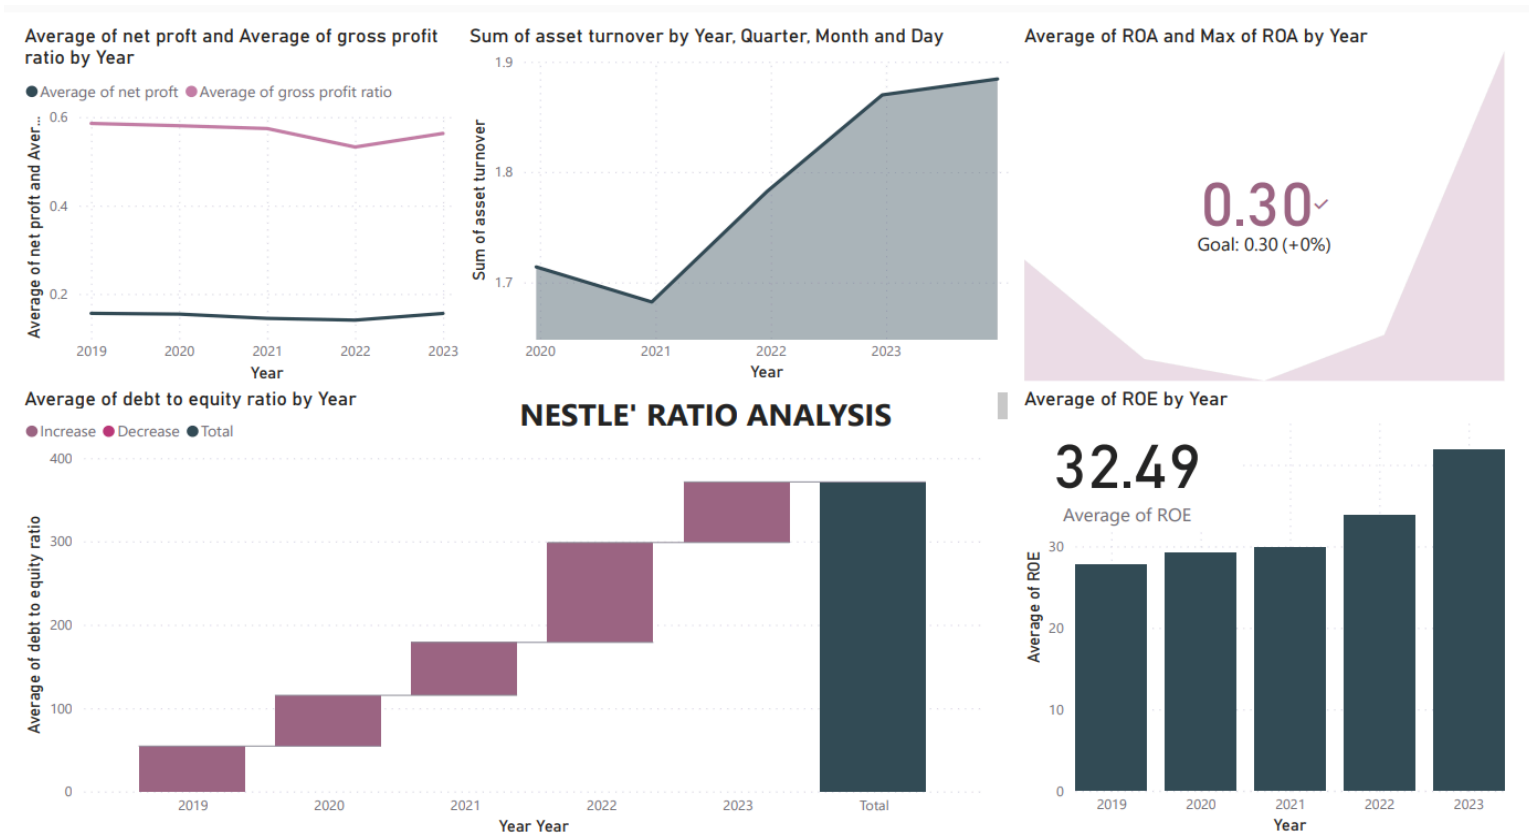 Average of net proft and Average of gross profit
ratio by Year
Average of net proft Average of gross profit ratio
Average of net proft and Aver...
0.6
0.4
0.2
2019 2020 2021 2022 2023
Year
Sum of asset turnover by Year, Quarter, Month and Day
Sum of asset turnover
1.9
1.8
1.7
2020 2021 2022 2023
Year
Average of ROA and Max of ROA by Year
0.30
Goal: 0.30 (+0%)
Average of debt to equity ratio by Year
Increase Decrease Total
Average of debt to equity ratio
400
300
200
100
0
2019 2020 2021 2022 2023 Total
Year Year
NESTLE' RATIO ANALYSIS
Average of ROE by Year
32.49
Average of ROE
Average of ROE
30
20
10
0
2019 2020 2021 2022 2023
Year